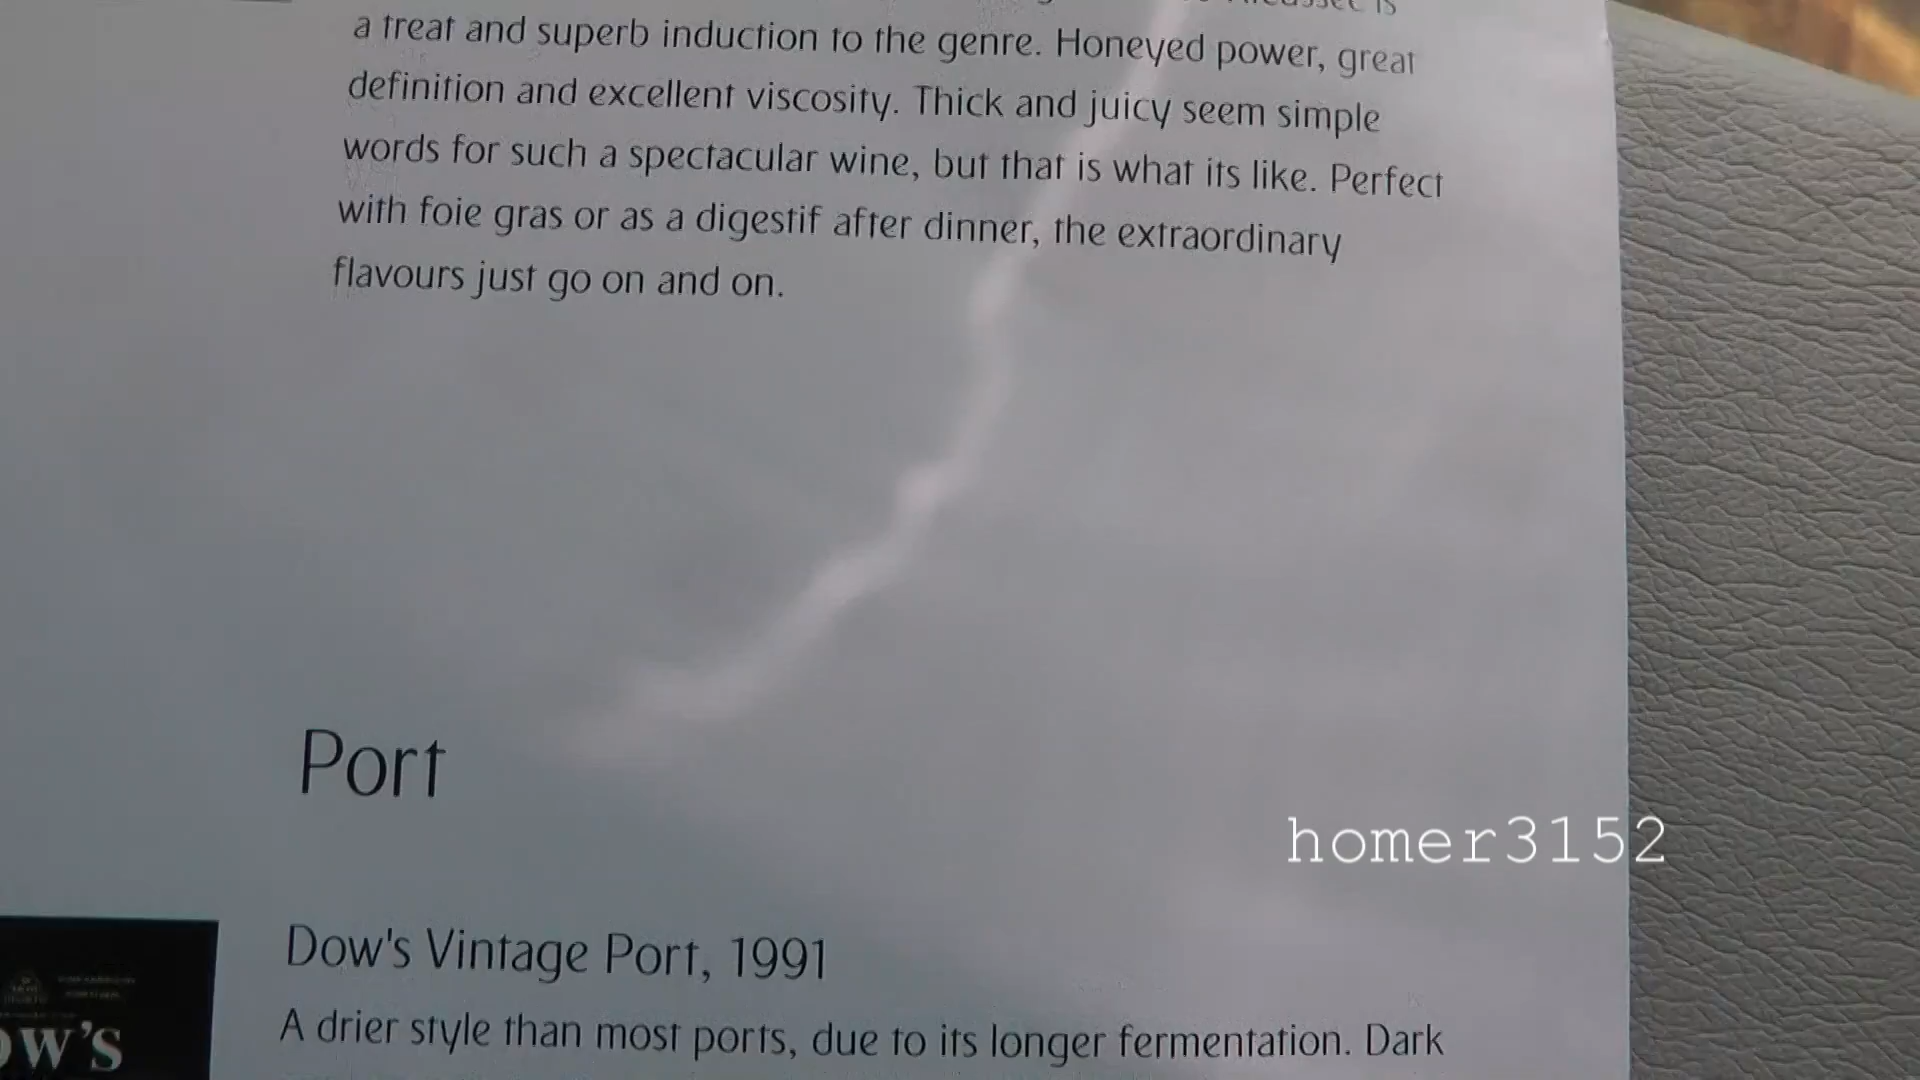 is
a treat and superb induction to the genre. Honeyed power, great
definition and excellent viscosity. Thick and juicy seem simple
words for such a spectacular wine, but that is what its like. Perfect
with foie gras or as a digestif after dinner, the extraordinary
flavours just go on and on.
Port
homer3152
Dow's Vintage Port, 1991
A drier style than most ports, due to its longer fermentation. Dark
OW'S